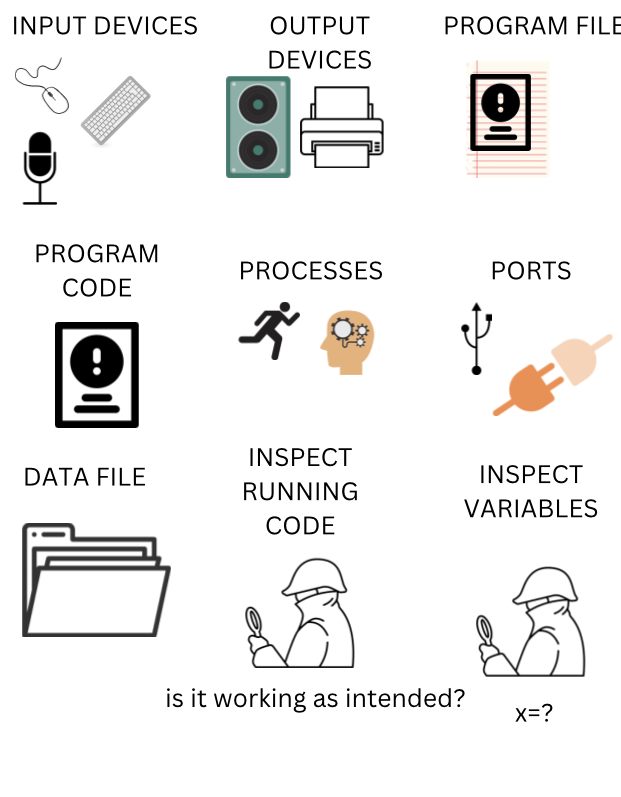 INPUT DEVICES
OUTPUT
DEVICES
PROGRAM FILE
PROGRAM
CODE
PROCESSES
PORTS
DATA FILE
INSPECT
RUNNING
CODE
INSPECT
VARIABLES
is it working as intended?
x=?